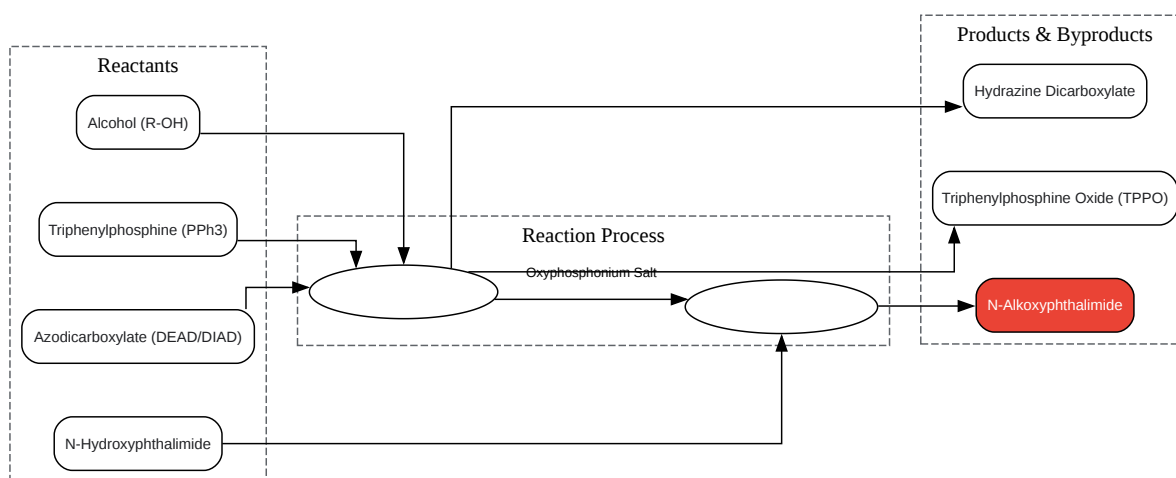 Reactants
Alcohol (R-OH)
Triphenylphosphine (PPh3)
Azodicarboxylate (DEAD/DIAD)
N-Hydroxyphthalimide
Reaction Process
Oxyphosphonium Salt
Products & Byproducts
Hydrazine Dicarboxylate
Triphenylphosphine Oxide (TPPO)
N-Alkoxyphthalimide